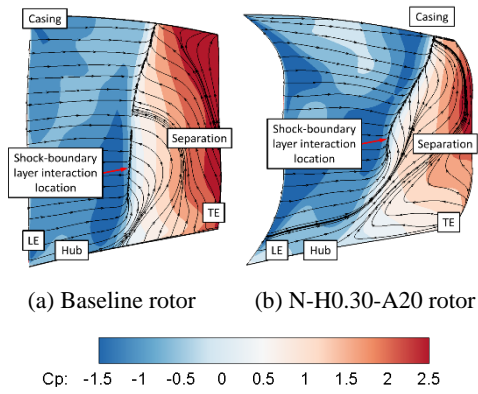 Casing
Separation
Shock-boundary
layer interaction
location
LE
Hub
TE
Casing
Shock-boundary
layer interaction
location
Separation
LE
Hub
TE
(a) Baseline rotor
(b) N-H0.30-A20 rotor
Cp: -1.5 -1 -0.5 0 0.5 1 1.5 2 2.5